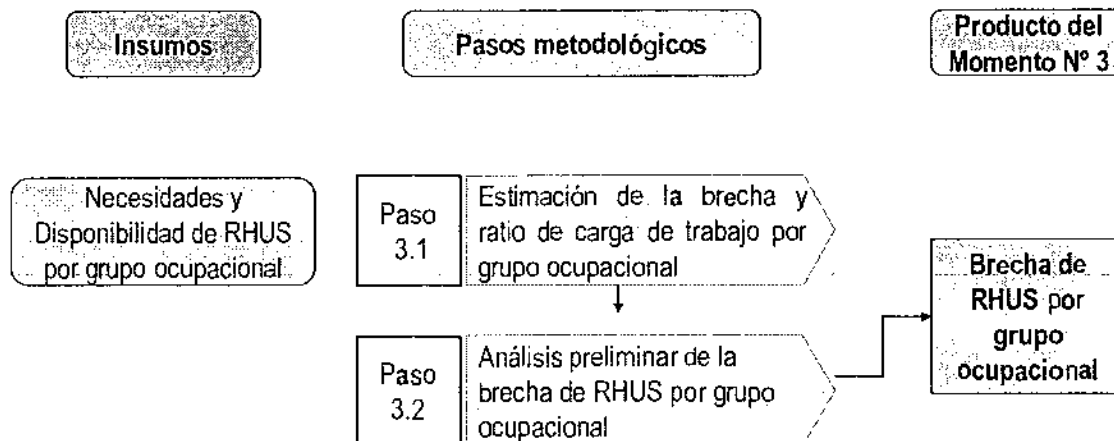 Insumos
Pasos metodológicos
Producto del
Momento Nº 3
Necesidades y
Disponibilidad de RHUS
por grupo ocupacional
Paso
3.1
Estimación de la brecha y
ratio de carga de trabajo por
grupo ocupacional
Paso
3.2
Análisis preliminar de la
brecha de RHUS por grupo
ocupacional
Brecha de
RHUS por
grupo
ocupacional